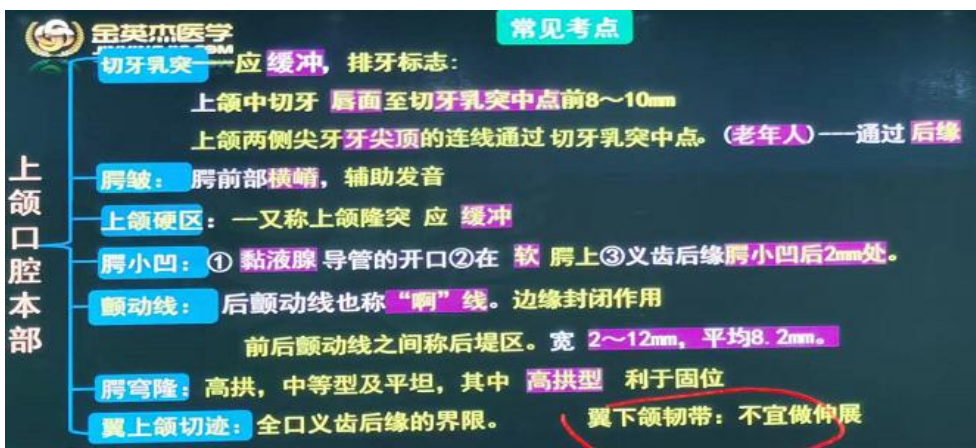 金英杰医学
常见考点
上颌口腔本部
切牙乳突——应 缓冲，排牙标志：
上颌中切牙 唇面至切牙乳突中点前8～10mm
上颌两侧尖牙牙尖顶的连线通过 切牙乳突中点。（老年人）——通过 后缘
腭皱： 腭前部横嵴，辅助发音
上颌硬区：一又称上颌隆突 应 缓冲
腭小凹：① 黏液腺 导管的开口②在 软 腭上③义齿后缘腭小凹后2mm处。
颤动线： 后颤动线也称“啊”线。边缘封闭作用
前后颤动线之间称后堤区。宽 2～12mm，平均8.2mm。
腭穹隆：高拱，中等型及平坦，其中 高拱型 利于固位
翼上颌切迹：全口义齿后缘的界限。 翼下颌韧带：不宜做伸展